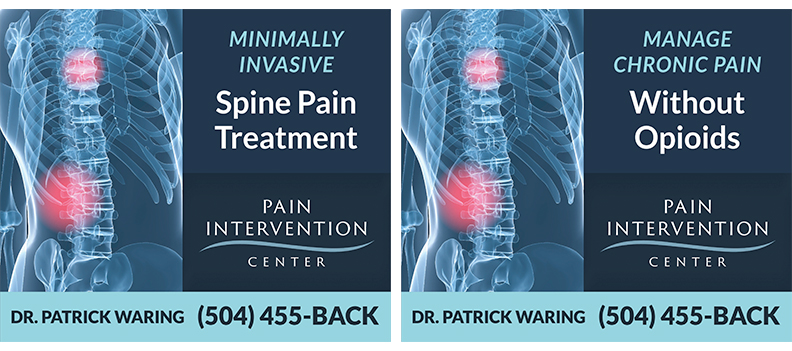 MINIMALLY
INVASIVE
Spine Pain
Treatment
PAIN
INTERVENTION
CENTER
DR. PATRICK WARING (504) 455-BACK
MANAGE
CHRONIC PAIN
Without
Opioids
PAIN
INTERVENTION
CENTER
DR. PATRICK WARING (504) 455-BACK